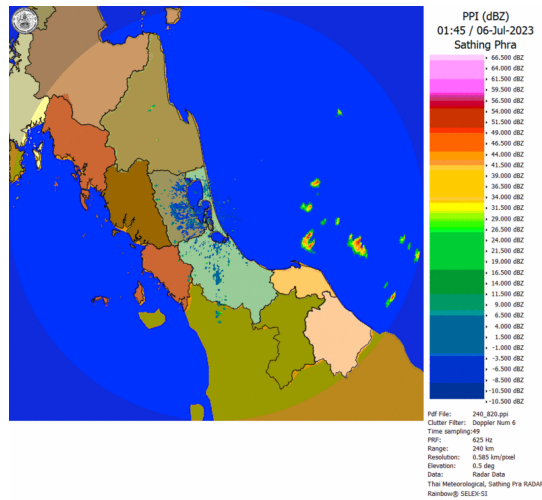 PPI (dBZ)
01:45 / 06-Jul-2023
Sathing Phra
66.500 dBZ
64.000 dBZ
61.500 dBZ
59.500 dBZ
56.500 dBZ
54.000 dBZ
51.500 dBZ
49.000 dBZ
46.500 dBZ
44.000 dBZ
41.500 dBZ
39.000 dBZ
36.500 dBZ
34.000 dBZ
31.500 dBZ
29.000 dBZ
26.500 dBZ
24.000 dBZ
21.500 dBZ
19.000 dBZ
16.500 dBZ
14.000 dBZ
11.500 dBZ
9.000 dBZ
6.500 dBZ
4.000 dBZ
1.500 dBZ
-1.000 dBZ
-3.500 dBZ
-6.500 dBZ
-8.500 dBZ
-10.500 dBZ
Pdf File: 240_820.ppi
Clutter Filter: Doppler Num 6
Time sampling:49
PRF: 625 Hz
Range: 240 km
Resolution: 0.585 km/pixel
Elevation: 0.5 deg
Data: Radar Data
Thai Meteorological, Sathing Pra RADAR
Rainbow® SELEX-SI